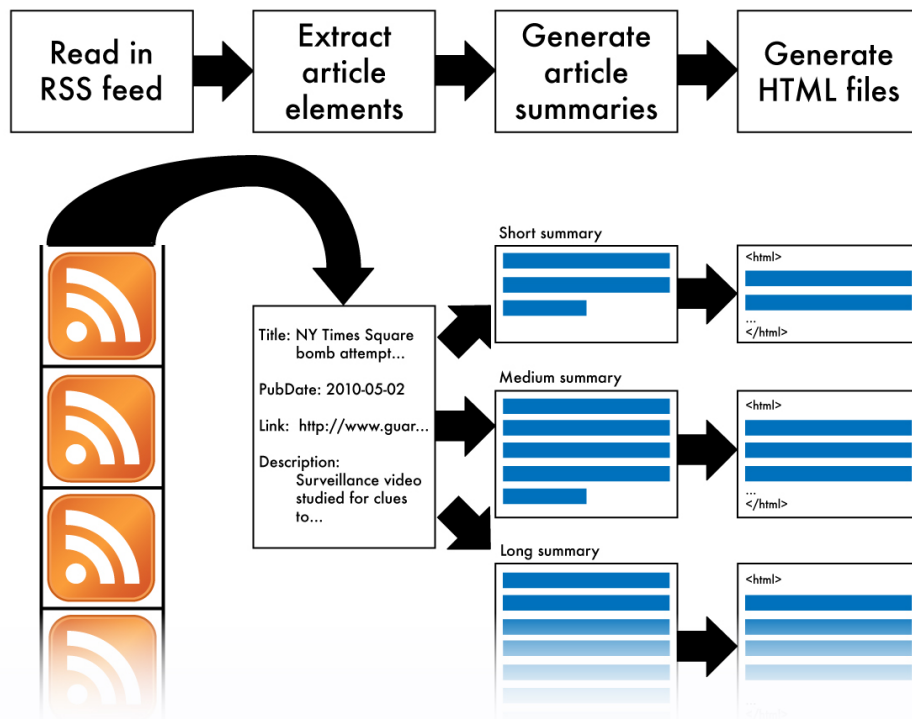 Read in
RSS feed
Extract
article
elements
Generate
article
summaries
Generate
HTML files
Title: NY Times Square
bomb attempt...
PubDate: 2010-05-02
Link: http://www.guar...
Description:
Surveillance video
studied for clues
to...
Short summary
<html>
...
</html>
Medium summary
<html>
...
</html>
Long summary
<html>
</html>